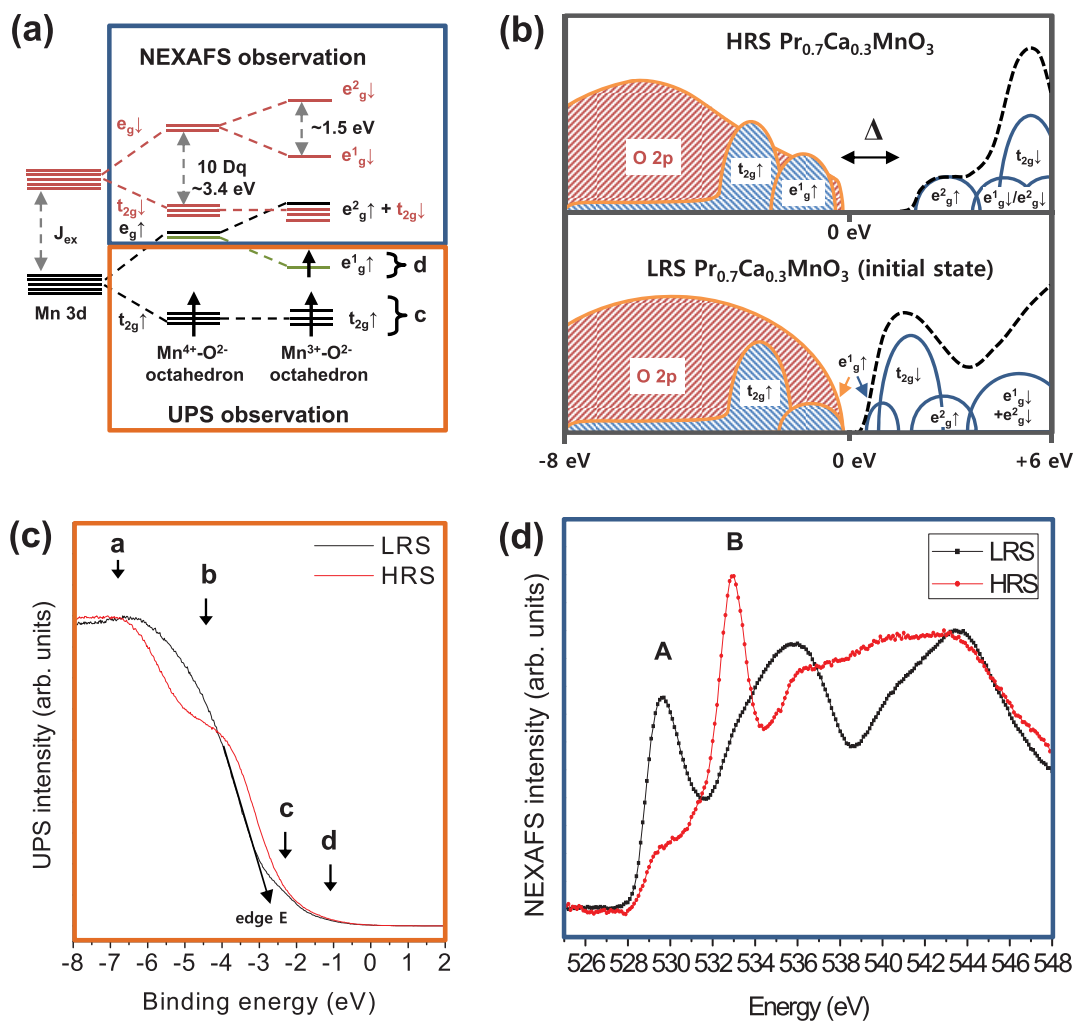 (a)
NEXAFS observation
e²g↓
eg↓
~1.5 eV
10 Dq
~3.4 eV
e¹g↓
t2g↓
e²g↑ + t2g↓
eg↑
Jex
e¹g↑
d
Mn 3d
t2g↑
t2g↑
c
Mn⁴⁺-O²⁻
octahedron
Mn³⁺-O²⁻
octahedron
UPS observation
(b)
HRS Pr0.7Ca0.3MnO3
Δ
O 2p
t2g↑
e¹g↑
t2g↓
e²g↑
e¹g↓/e²g↓
0 eV
LRS Pr0.7Ca0.3MnO3 (initial state)
O 2p
t2g↑
e¹g↑
t2g↓
e²g↑
e¹g↓
+e²g↓
-8 eV
0 eV
+6 eV
(c)
a
b
c
d
LRS
HRS
edge E
UPS intensity (arb. units)
-8 -7 -6 -5 -4 -3 -2 -1 0 1 2
Binding energy (eV)
(d)
A
B
LRS
HRS
NEXAFS intensity (arb. units)
526 528 530 532 534 536 538 540 542 544 546 548
Energy (eV)